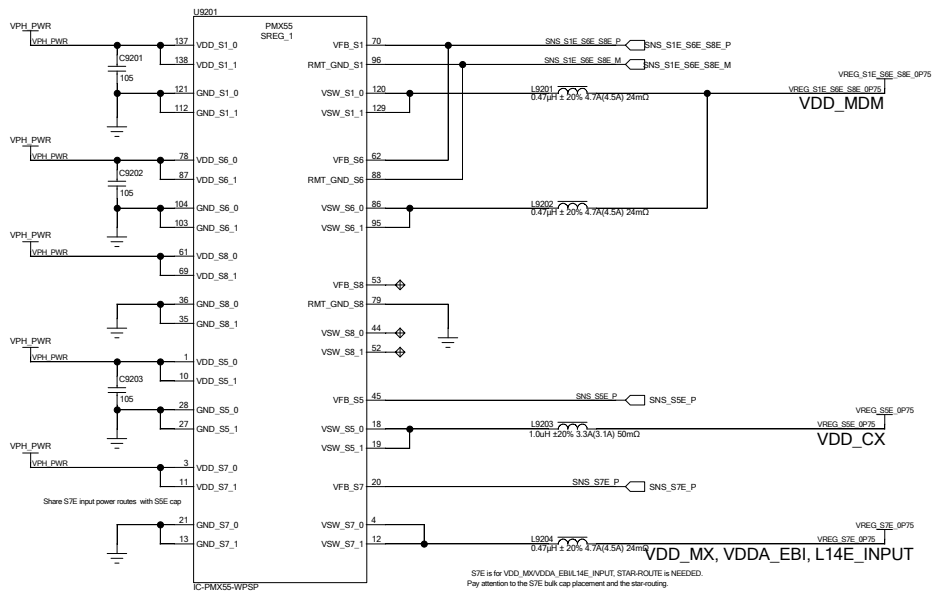 U9201
PMX55
SREG_1
VPH_PWR
VPH_PWR
137 VDD_S1_0
138 VDD_S1_1
C9201
105
121 GND_S1_0
112 GND_S1_1
VPH_PWR
VPH_PWR
78 VDD_S6_0
87 VDD_S6_1
C9202
105
104 GND_S6_0
103 GND_S6_1
VPH_PWR
VPH_PWR
61 VDD_S8_0
69 VDD_S8_1
36 GND_S8_0
35 GND_S8_1
VPH_PWR
VPH_PWR
1 VDD_S5_0
10 VDD_S5_1
C9203
105
28 GND_S5_0
27 GND_S5_1
VPH_PWR
VPH_PWR
3 VDD_S7_0
11 VDD_S7_1
Share S7E input power routes with S5E cap
21 GND_S7_0
13 GND_S7_1
VFB_S1 70 SNS_S1E_S6E_S8E_P SNS_S1E_S6E_S8E_P
RMT_GND_S1 96 SNS_S1E_S6E_S8E_M SNS_S1E_S6E_S8E_M
VREG_S1E_S6E_S8E_0P75
VSW_S1_0 120 L9201 VREG_S1E_S6E_S8E_0P75
0.47µH ± 20% 4.7A(4.5A) 24mΩ
VDD_MDM
VSW_S1_1 129
VFB_S6 62
RMT_GND_S6 88
VSW_S6_0 86 L9202
0.47µH ± 20% 4.7A(4.5A) 24mΩ
VSW_S6_1 95
VFB_S8 53
RMT_GND_S8 79
VSW_S8_0 44
VSW_S8_1 52
VFB_S5 45 SNS_S5E_P SNS_S5E_P
VREG_S5E_0P75
VSW_S5_0 18 L9203 VREG_S5E_0P75
1.0uH ±20% 3.3A(3.1A) 50mΩ
VDD_CX
VSW_S5_1 19
VFB_S7 20 SNS_S7E_P SNS_S7E_P
VSW_S7_0 4
VREG_S7E_0P75
VSW_S7_1 12 L9204 VREG_S7E_0P75
0.47µH ± 20% 4.7A(4.5A) 24mΩ
VDD_MX, VDDA_EBI, L14E_INPUT
S7E is for VDD_MX/VDDA_EBI/L14E_INPUT, STAR-ROUTE is NEEDED.
Pay attention to the S7E bulk cap placement and the star-routing.
IC-PMX55-WPSP